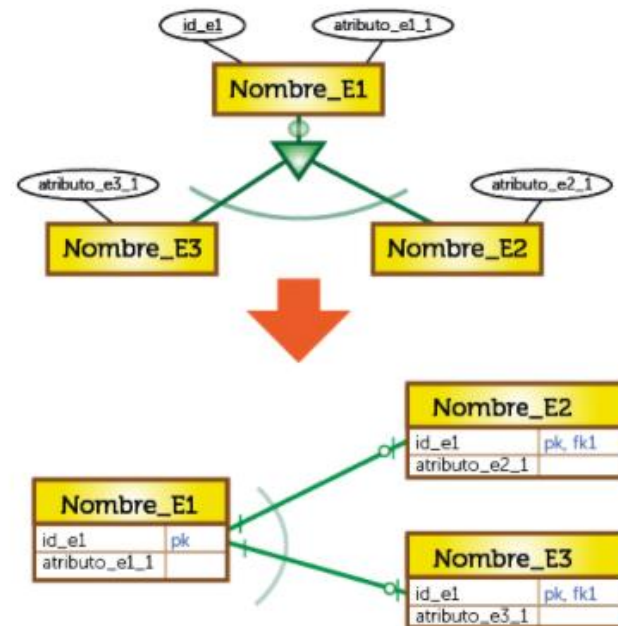 id_e1
atributo_e1_1
Nombre_E1
atributo_e3_1
atributo_e2_1
Nombre_E3
Nombre_E2
Nombre_E2
id_e1 pk, fk1
atributo_e2_1
Nombre_E1
id_e1 pk
atributo_e1_1
Nombre_E3
id_e1 pk, fk1
atributo_e3_1